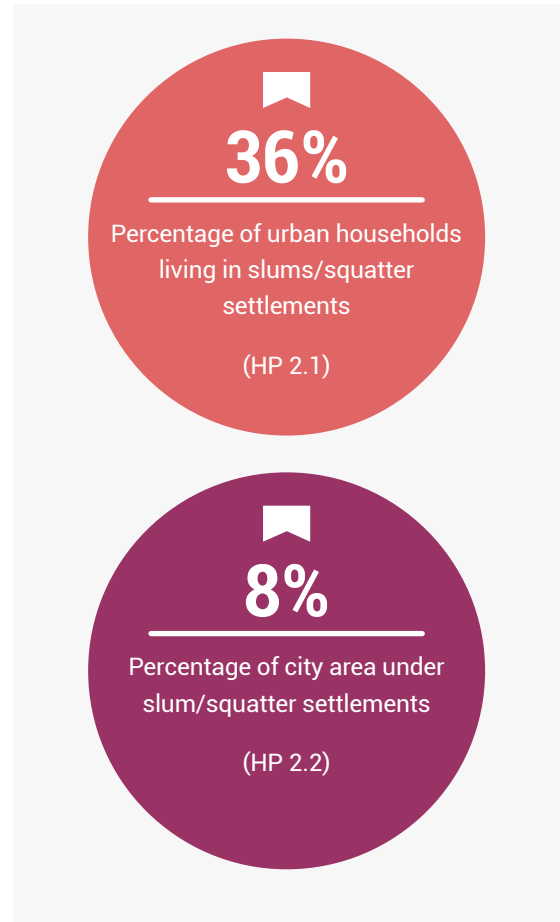 36%
Percentage of urban households
living in slums/squatter
settlements
(HP 2.1)
8%
Percentage of city area under
slum/squatter settlements
(HP 2.2)